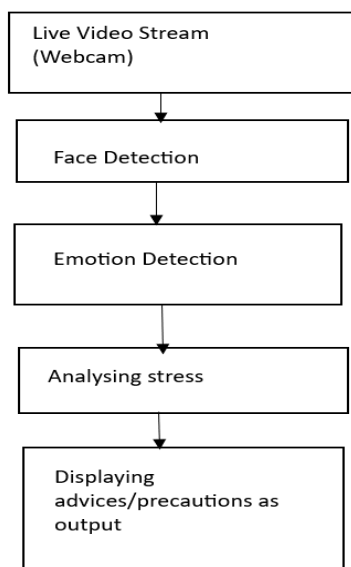 Live Video Stream
(Webcam)
Face Detection
Emotion Detection
Analysing stress
Displaying
advices/precautions as
output